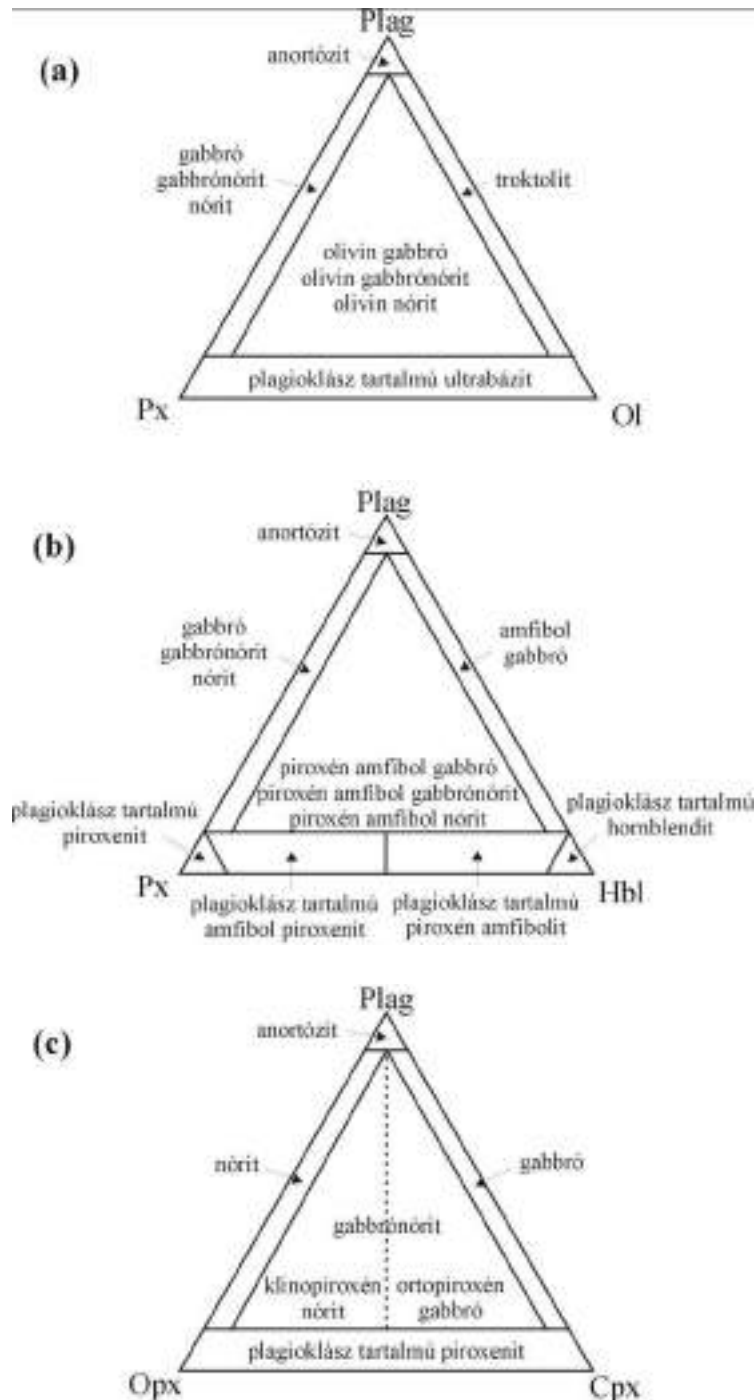 Plag
(a)
anortózit
gabbró
gabbrónórit
nórit
troktolit
olivin gabbró
olivin gabbrónórit
olivin nórit
plagioklász tartalmú ultrabázit
Px
Ol
Plag
(b)
anortózit
gabbró
gabbrónórit
nórit
amfibol
gabbró
piroxén amfibol gabbró
piroxén amfibol gabbrónórit
piroxén amfibol nórit
plagioklász tartalmú
piroxenit
plagioklász tartalmú
hornblendit
Px
Hbl
plagioklász tartalmú
amfibol piroxenit
plagioklász tartalmú
piroxén amfibolit
Plag
(c)
anortózit
nórit
gabbró
gabbrónórit
klinopiroxén
nórit
ortopiroxén
gabbró
plagioklász tartalmú piroxenit
Opx
Cpx